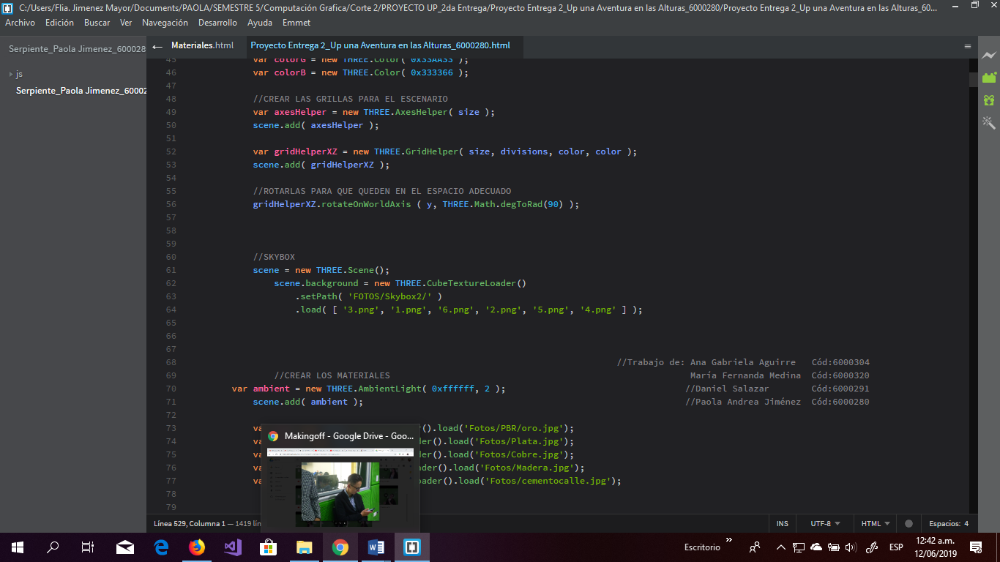 C:/Users/Flia. Jimenez Mayor/Documents/PAOLA/SEMESTRE 5/Computación Grafica/Corte 2/PROYECTO UP_2da Entrega/Proyecto Entrega 2_Up una Aventura en las Alturas_6000280/Proyecto Entrega 2_Up una Aventura en las Alturas_60...
Archivo Edición Buscar Ver Navegación Desarrollo Ayuda Emmet
Serpiente_Paola Jimenez_600028
Materiales.html
Proyecto Entrega 2_Up una Aventura en las Alturas_6000280.html
js
Serpiente_Paola Jimenez_60002
45 var colorG = new THREE.Color( 0x33AA33 );
46 var colorB = new THREE.Color( 0x333366 );
47
48 //CREAR LAS GRILLAS PARA EL ESCENARIO
49 var axesHelper = new THREE.AxesHelper( size );
50 scene.add( axesHelper );
51
52 var gridHelperXZ = new THREE.GridHelper( size, divisions, color, color );
53 scene.add( gridHelperXZ );
54
55 //ROTARLAS PARA QUE QUEDEN EN EL ESPACIO ADECUADO
56 gridHelperXZ.rotateOnWorldAxis ( y, THREE.Math.degToRad(90) );
57
58
59
60 //SKYBOX
61 scene = new THREE.Scene();
62 scene.background = new THREE.CubeTextureLoader()
63 .setPath( 'FOTOS/Skybox2/' )
64 .load( [ '3.png', '1.png', '6.png', '2.png', '5.png', '4.png' ] );
65
66
67
68 //Trabajo de: Ana Gabriela Aguirre Cód:6000304
69 //CREAR LOS MATERIALES María Fernanda Medina Cód:6000320
70 var ambient = new THREE.AmbientLight( 0xffffff, 2 ); //Daniel Salazar Cód:6000291
71 scene.add( ambient ); //Paola Andrea Jiménez Cód:6000280
72
73 va r().load('Fotos/PBR/oro.jpg');
74 va der().load('Fotos/Plata.jpg');
75 va der().load('Fotos/Cobre.jpg');
76 va ader().load('Fotos/Madera.jpg');
77 va oader().load('Fotos/cementocalle.jpg');
78
79
Makingoff - Google Drive - Goo...
Línea 529, Columna 1 — 1419 lín
INS UTF-8 HTML Espacios: 4
Escritorio
ESP
12:42 a.m.
12/06/2019